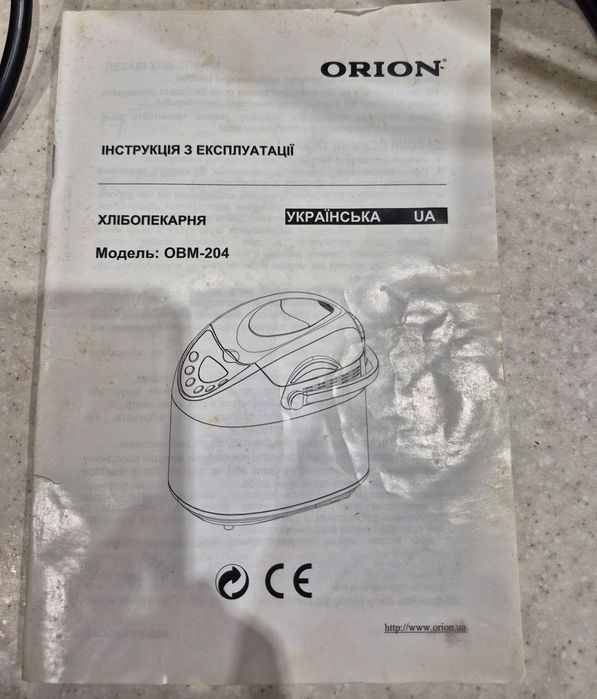 ORION
ІНСТРУКЦІЯ З ЕКСПЛУАТАЦІЇ
ХЛІБОПЕКАРНЯ
УКРАЇНСЬКА UA
Модель: OBM-204
CE
http://www.orion.ua